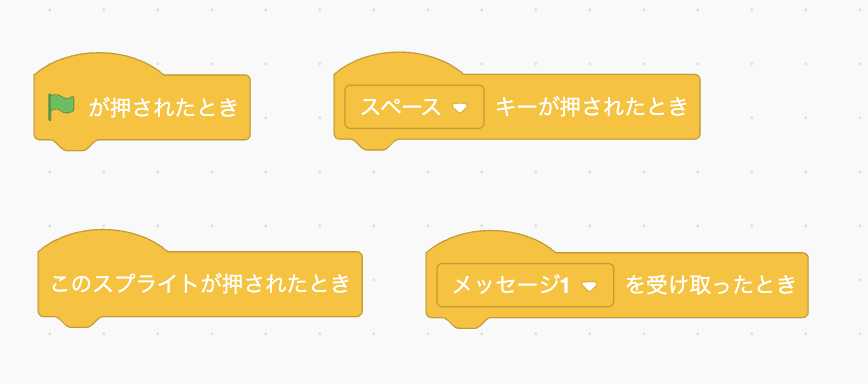 が押されたとき
スペース キーが押されたとき
このスプライトが押されたとき
メッセージ1 を受け取ったとき